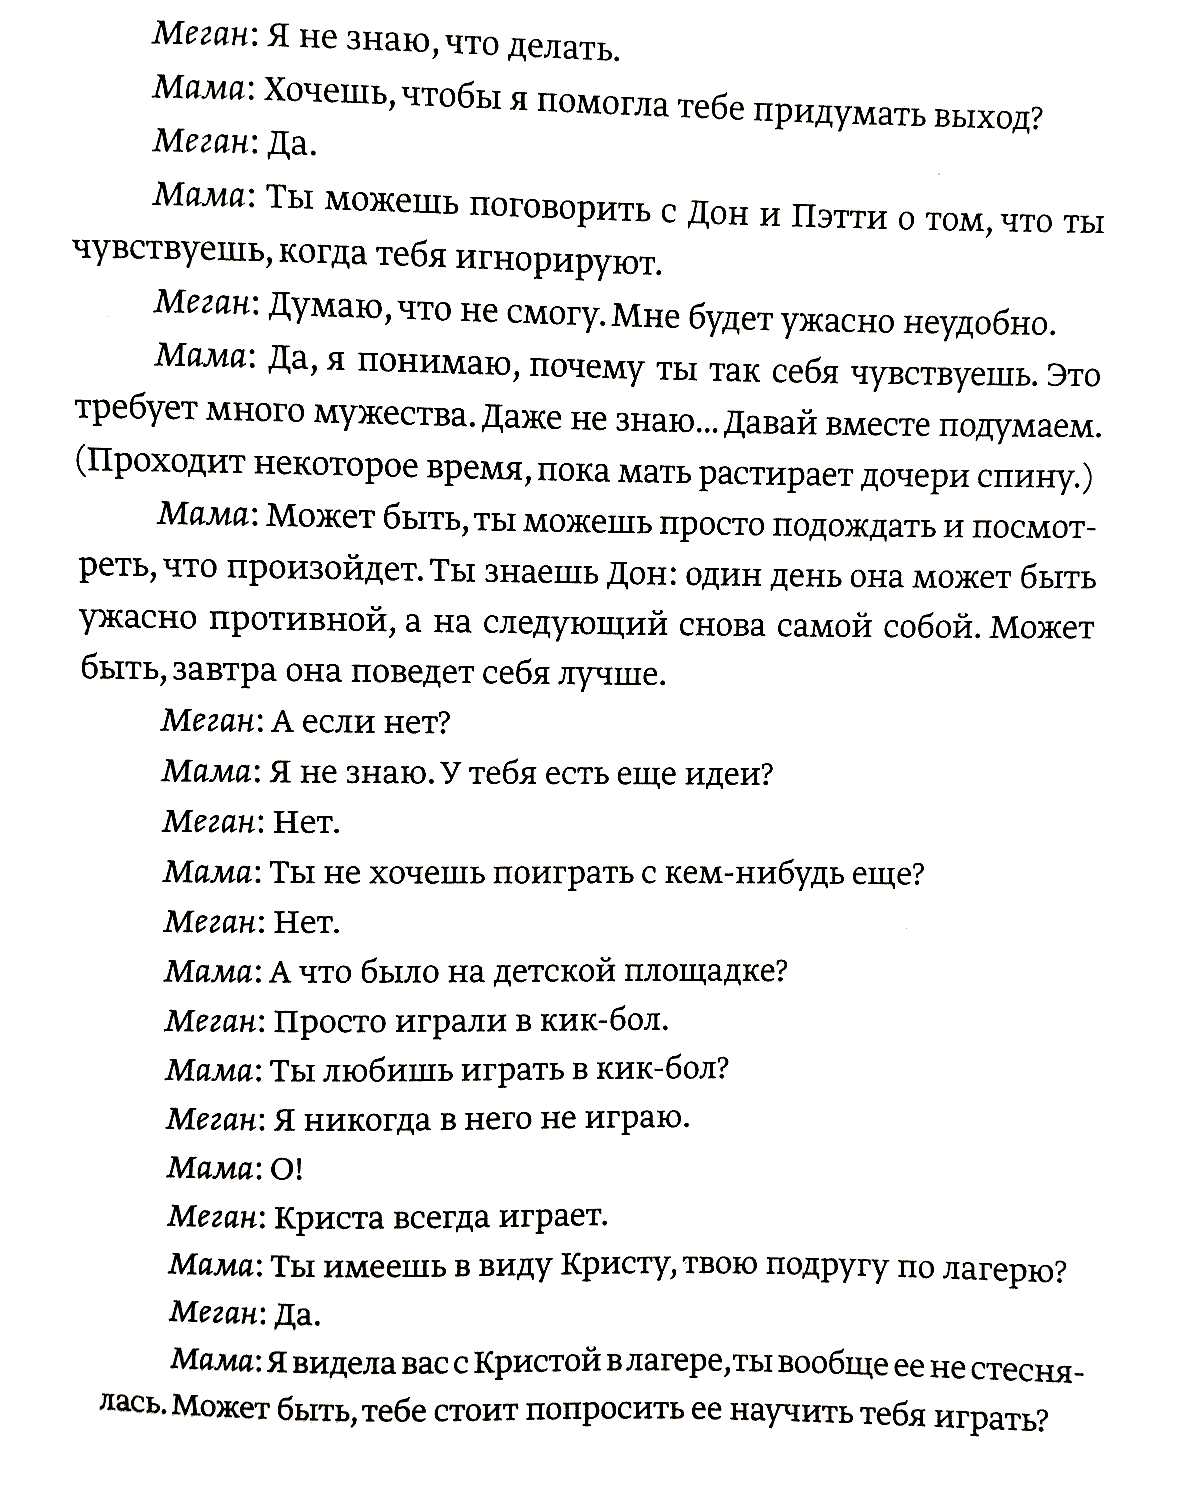 Меган: Я не знаю, что делать.
Мама: Хочешь, чтобы я помогла тебе придумать выход?
Меган: Да.
Мама: Ты можешь поговорить с Дон и Пэтти о том, что ты
чувствуешь, когда тебя игнорируют.
Меган: Думаю, что не смогу. Мне будет ужасно неудобно.
Мама: Да, я понимаю, почему ты так себя чувствуешь. Это
требует много мужества. Даже не знаю... Давай вместе подумаем.
(Проходит некоторое время, пока мать растирает дочери спину.)
Мама: Может быть, ты можешь просто подождать и посмот-
реть, что произойдет. Ты знаешь Дон: один день она может быть
ужасно противной, а на следующий снова самой собой. Может
быть, завтра она поведет себя лучше.
Меган: А если нет?
Мама: Я не знаю. У тебя есть еще идеи?
Меган: Нет.
Мама: Ты не хочешь поиграть с кем-нибудь еще?
Меган: Нет.
Мама: А что было на детской площадке?
Меган: Просто играли в кик-бол.
Мама: Ты любишь играть в кик-бол?
Меган: Я никогда в него не играю.
Мама: О!
Меган: Криста всегда играет.
Мама: Ты имеешь в виду Кристу, твою подругу по лагерю?
Меган: Да.
Мама: Я видела вас с Кристой в лагере, ты вообще ее не стесня-
лась. Может быть, тебе стоит попросить ее научить тебя играть?